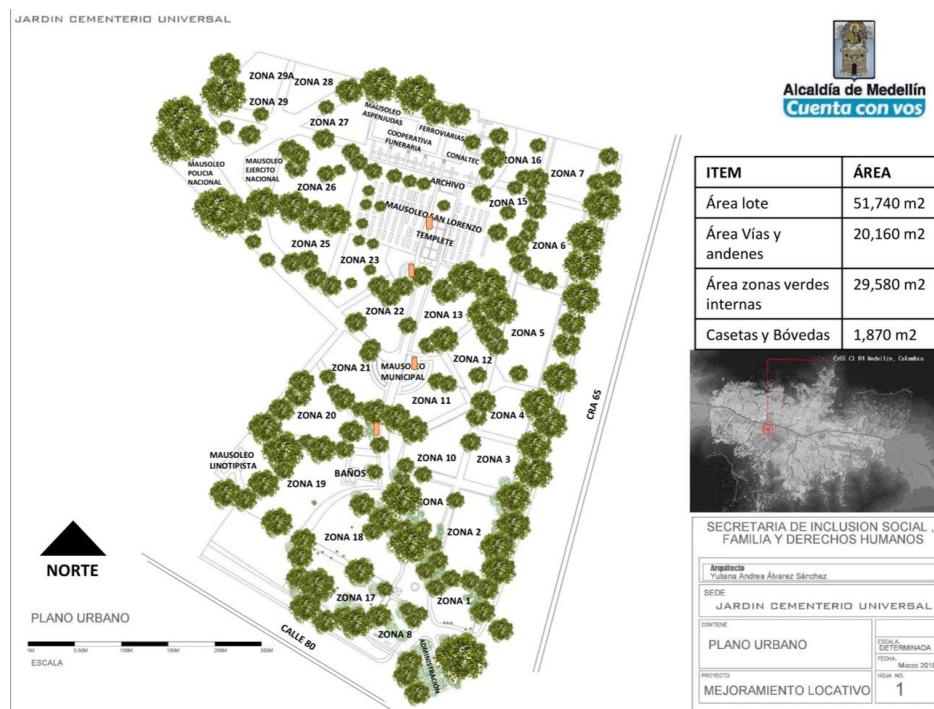 JARDIN CEMENTERIO UNIVERSAL
Alcaldía de Medellín
Cuenta con vos
ZONA 29A
ZONA 28
ZONA 29
ZONA 27
MAUSOLEO
ASPENJUDAS
FERROVIARIAS
COOPERATIVA
FUNERARIA
CONALTEC
ZONA 16
ZONA 7
MAUSOLEO
POLICIA
NACIONAL
MAUSOLEO
EJERCITO
NACIONAL
ZONA 26
ARCHIVO
ZONA 15
MAUSOLEO SAN LORENZO
TEMPLETE
ZONA 6
ZONA 25
ZONA 23
ZONA 22
ZONA 13
ZONA 5
ZONA 12
ZONA 21
MAUSOLEO
MUNICIPAL
ZONA 11
ZONA 20
ZONA 4
CRA 65
MAUSOLEO
LINOTIPISTA
ZONA 10
ZONA 3
BAÑOS
ZONA 19
ZONA
ZONA 2
ZONA 18
ZONA 17
ZONA 1
ZONA 8
CALLE 80
ADMINISTRACIÓN
NORTE
PLANO URBANO
ESCALA
ITEM ÁREA
Área lote 51,740 m2
Área Vías y
andenes 20,160 m2
Área zonas verdes
internas 29,580 m2
Casetas y Bóvedas 1,870 m2
Medellin, Colombia
SECRETARIA DE INCLUSION SOCIAL ,
FAMILIA Y DERECHOS HUMANOS
Arquitecto
Yuliana Andrea Álvarez Sánchez
SEDE
JARDIN CEMENTERIO UNIVERSAL
CONTIENE
PLANO URBANO
ESCALA.
DETERMINADA
FECHA.
Marzo 2018
PROYECTO
MEJORAMIENTO LOCATIVO
HOJA NO.
1